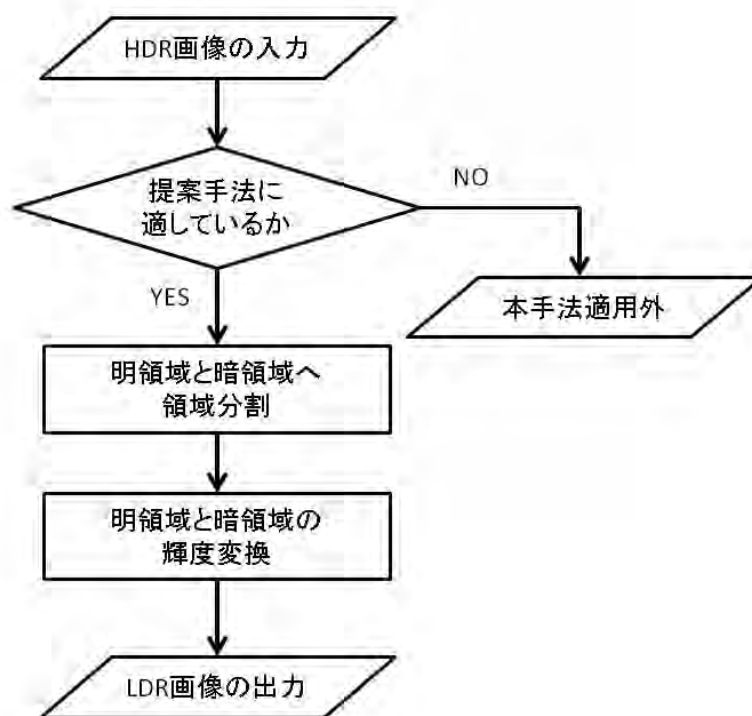 HDR画像の入力
提案手法に
適しているか
NO
YES
本手法適用外
明領域と暗領域へ
領域分割
明領域と暗領域の
輝度変換
LDR画像の出力